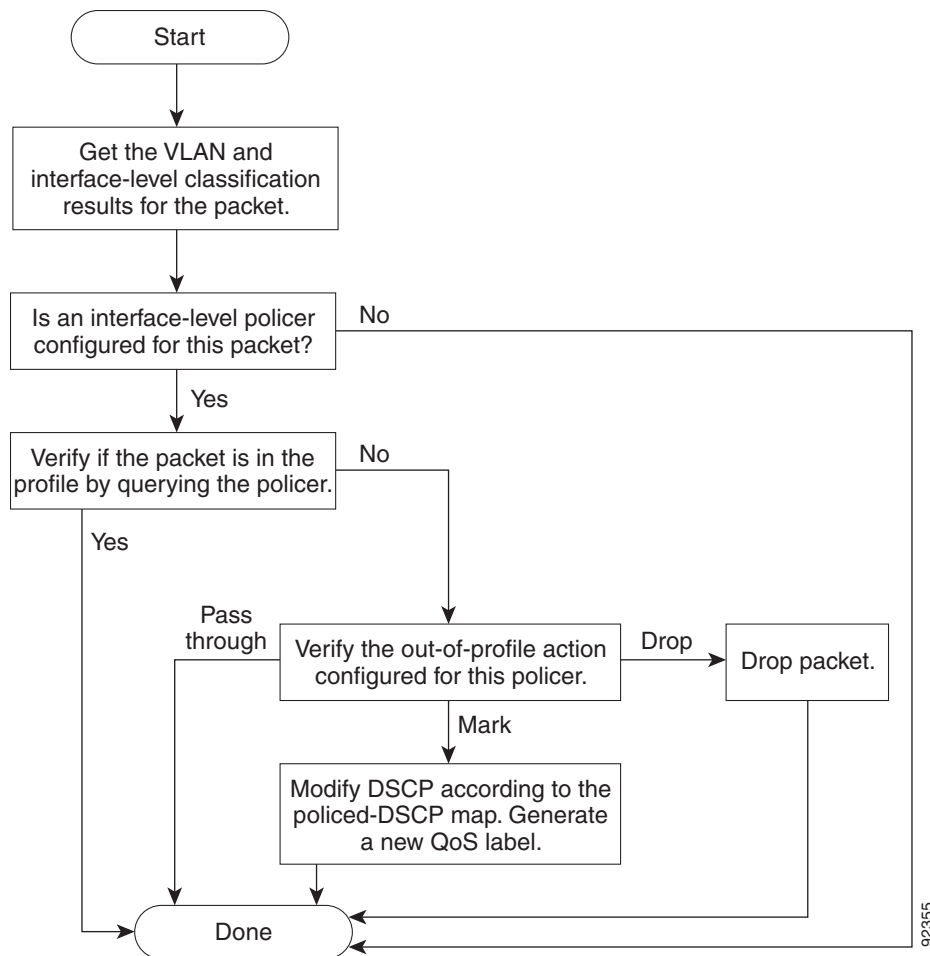 Start
Get the VLAN and
interface-level classification
results for the packet.
Is an interface-level policer
configured for this packet?
No
Yes
Verify if the packet is in the
profile by querying the policer.
No
Yes
Pass
through
Verify the out-of-profile action
configured for this policer.
Drop
Drop packet.
Mark
Modify DSCP according to the
policed-DSCP map. Generate
a new QoS label.
Done
92355